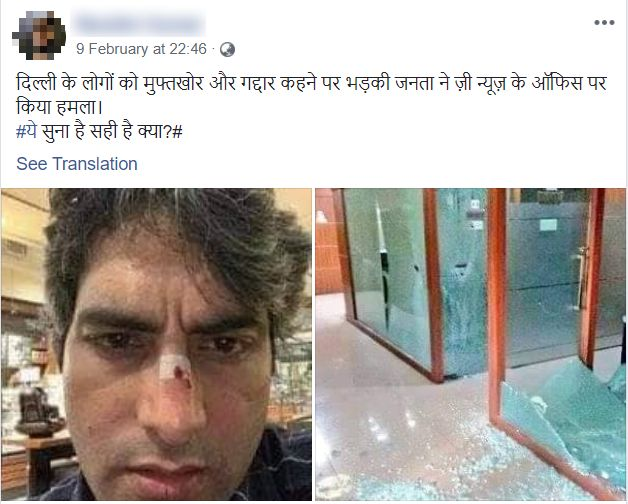 9 February at 22:46 ·
दिल्ली के लोगों को मुफ्तखोर और गद्दार कहने पर भड़की जनता ने ज़ी न्यूज़ के ऑफिस पर
किया हमला।
#ये सुना है सही है क्या?#
See Translation